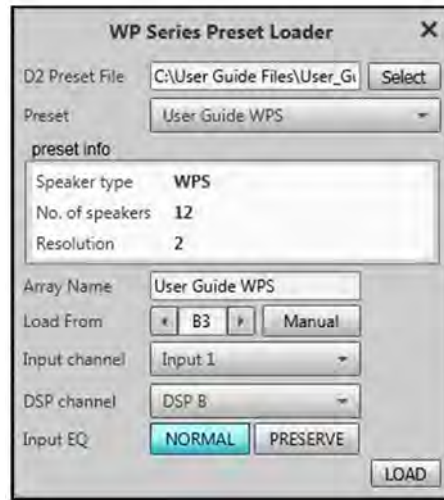 WP Series Preset Loader X
D2 Preset File C:\User Guide Files\User_Gu Select
Preset User Guide WPS
preset info
Speaker type WPS
No. of speakers 12
Resolution 2
Array Name User Guide WPS
Load From B3 Manual
Input channel Input 1
DSP channel DSP B
Input EQ NORMAL PRESERVE
LOAD